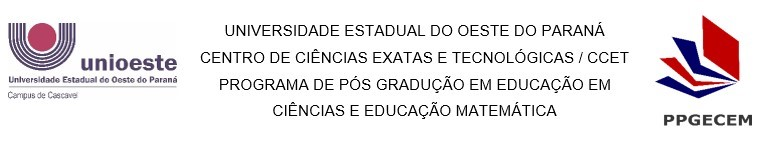 unioeste
Universidade Estadual do Oeste do Paraná
Campus de Cascavel
UNIVERSIDADE ESTADUAL DO OESTE DO PARANÁ
CENTRO DE CIÊNCIAS EXATAS E TECNOLÓGICAS / CCET
PROGRAMA DE PÓS GRADUÇÃO EM EDUCAÇÃO EM
CIÊNCIAS E EDUCAÇÃO MATEMÁTICA
PPGECEM